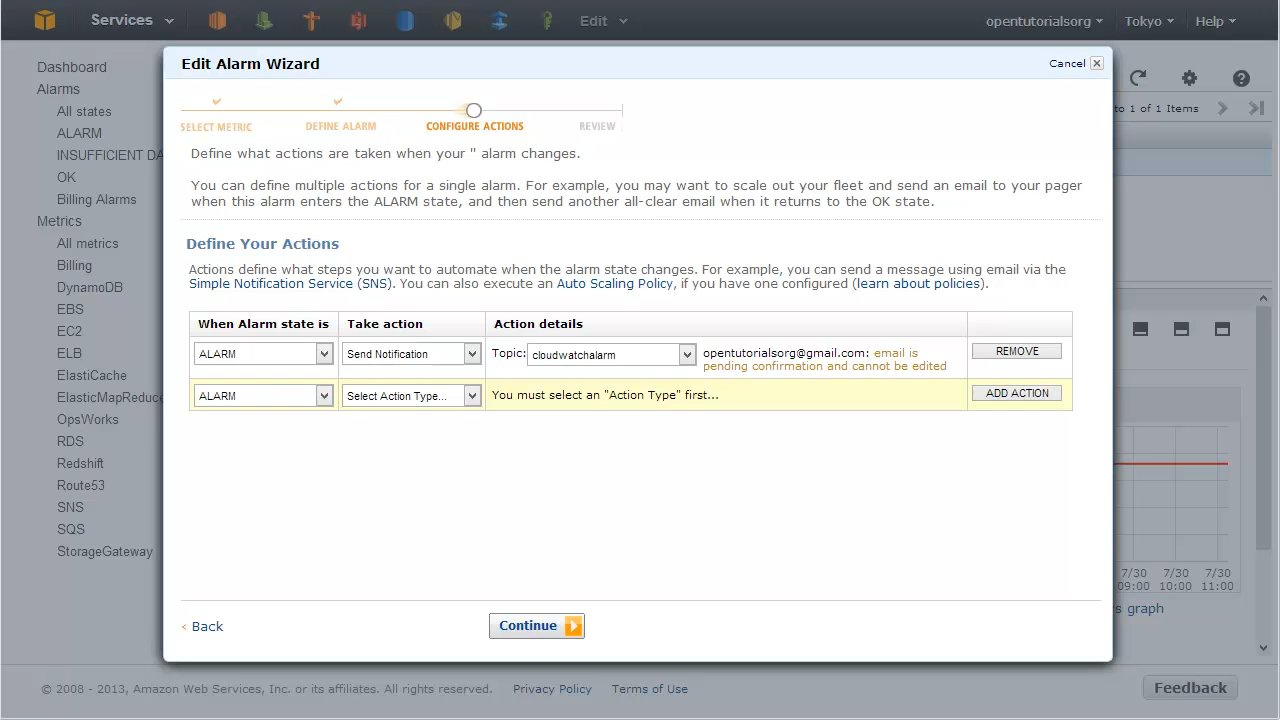 Services Edit opentutorialsorg Tokyo Help
Edit Alarm Wizard Cancel
SELECT METRIC DEFINE ALARM CONFIGURE ACTIONS REVIEW
Define what actions are taken when your '' alarm changes.
You can define multiple actions for a single alarm. For example, you may want to scale out your fleet and send an email to your pager
when this alarm enters the ALARM state, and then send another all-clear email when it returns to the OK state.
Define Your Actions
Actions define what steps you want to automate when the alarm state changes. For example, you can send a message using email via the
Simple Notification Service (SNS). You can also execute an Auto Scaling Policy, if you have one configured (learn about policies).
When Alarm state is Take action Action details
ALARM Send Notification Topic: cloudwatchalarm opentutorialsorg@gmail.com: email is
pending confirmation and cannot be edited
REMOVE
ALARM Select Action Type... You must select an "Action Type" first... ADD ACTION
< Back Continue
Dashboard
Alarms
All states
ALARM
INSUFFICIENT DA
OK
Billing Alarms
Metrics
All metrics
Billing
DynamoDB
EBS
EC2
ELB
ElastiCache
ElasticMapReduce
OpsWorks
RDS
Redshift
Route53
SNS
SQS
StorageGateway
to 1 of 1 Items
7/30 7/30 7/30
09:00 10:00 11:00
s graph
© 2008 - 2013, Amazon Web Services, Inc. or its affiliates. All rights reserved. Privacy Policy Terms of Use Feedback